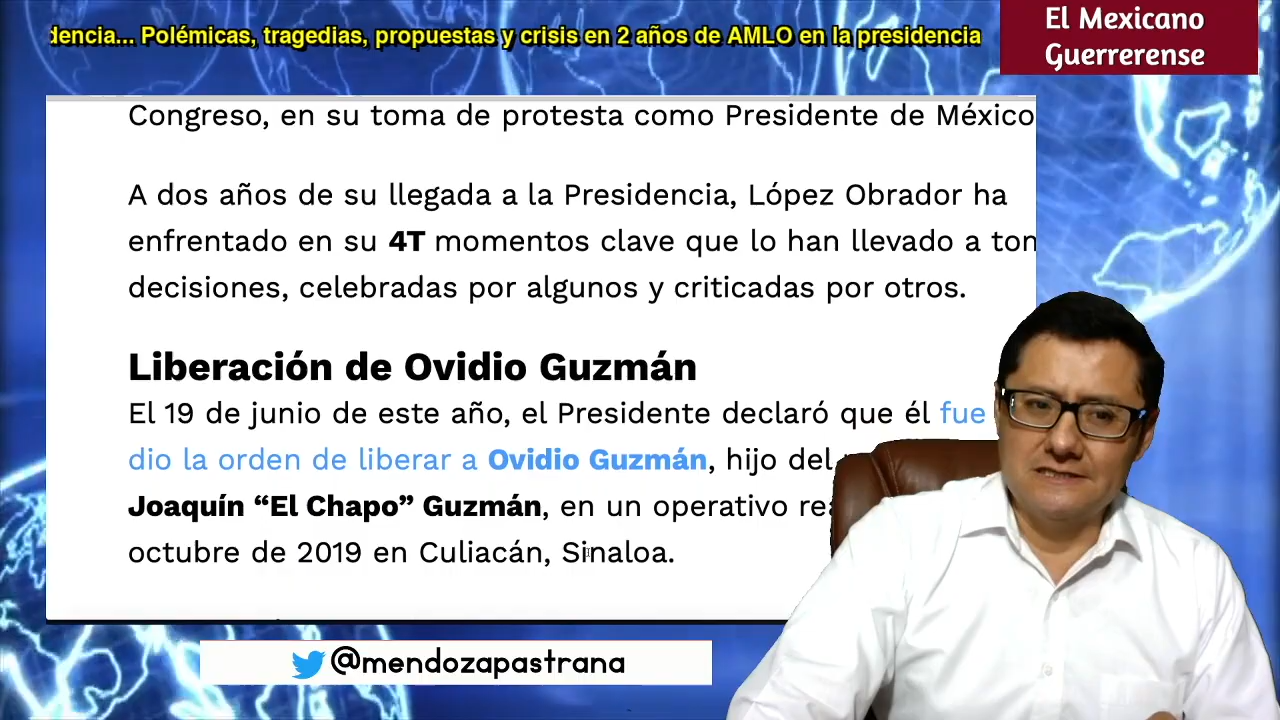 dencia... Polémicas, tragedias, propuestas y crisis en 2 años de AMLO en la presidencia
El Mexicano
Guerrerense
Congreso, en su toma de protesta como Presidente de México
A dos años de su llegada a la Presidencia, López Obrador ha
enfrentado en su 4T momentos clave que lo han llevado a tom
decisiones, celebradas por algunos y criticadas por otros.
Liberación de Ovidio Guzmán
El 19 de junio de este año, el Presidente declaró que él fue
dio la orden de liberar a Ovidio Guzmán, hijo del
Joaquín “El Chapo” Guzmán, en un operativo rea
octubre de 2019 en Culiacán, Sinaloa.
@mendozapastrana